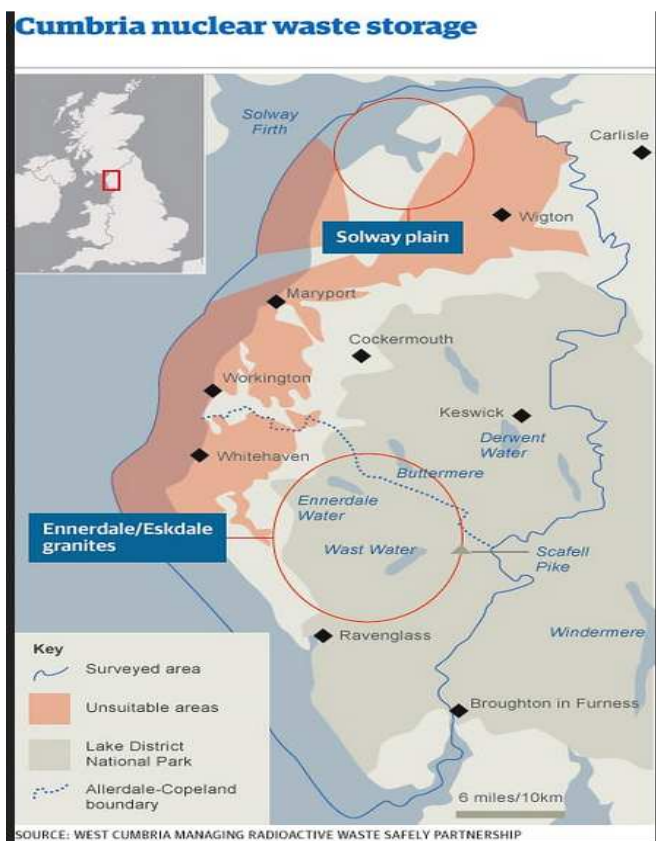 Cumbria nuclear waste storage
Solway
Firth
Carlisle
Wigton
Solway plain
Maryport
Cockermouth
Workington
Keswick
Derwent
Water
Whitehaven
Buttermere
Ennerdale
Water
Ennerdale/Eskdale
granites
Wast Water
Scafell
Pike
Ravenglass
Windermere
Broughton in Furness
Key
Surveyed area
Unsuitable areas
Lake District
National Park
Allerdale-Copeland
boundary
6 miles/10km
SOURCE: WEST CUMBRIA MANAGING RADIOACTIVE WASTE SAFELY PARTNERSHIP